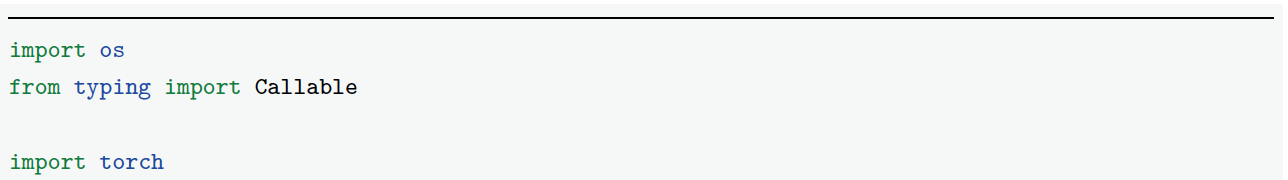 import os
from typing import Callable

import torch